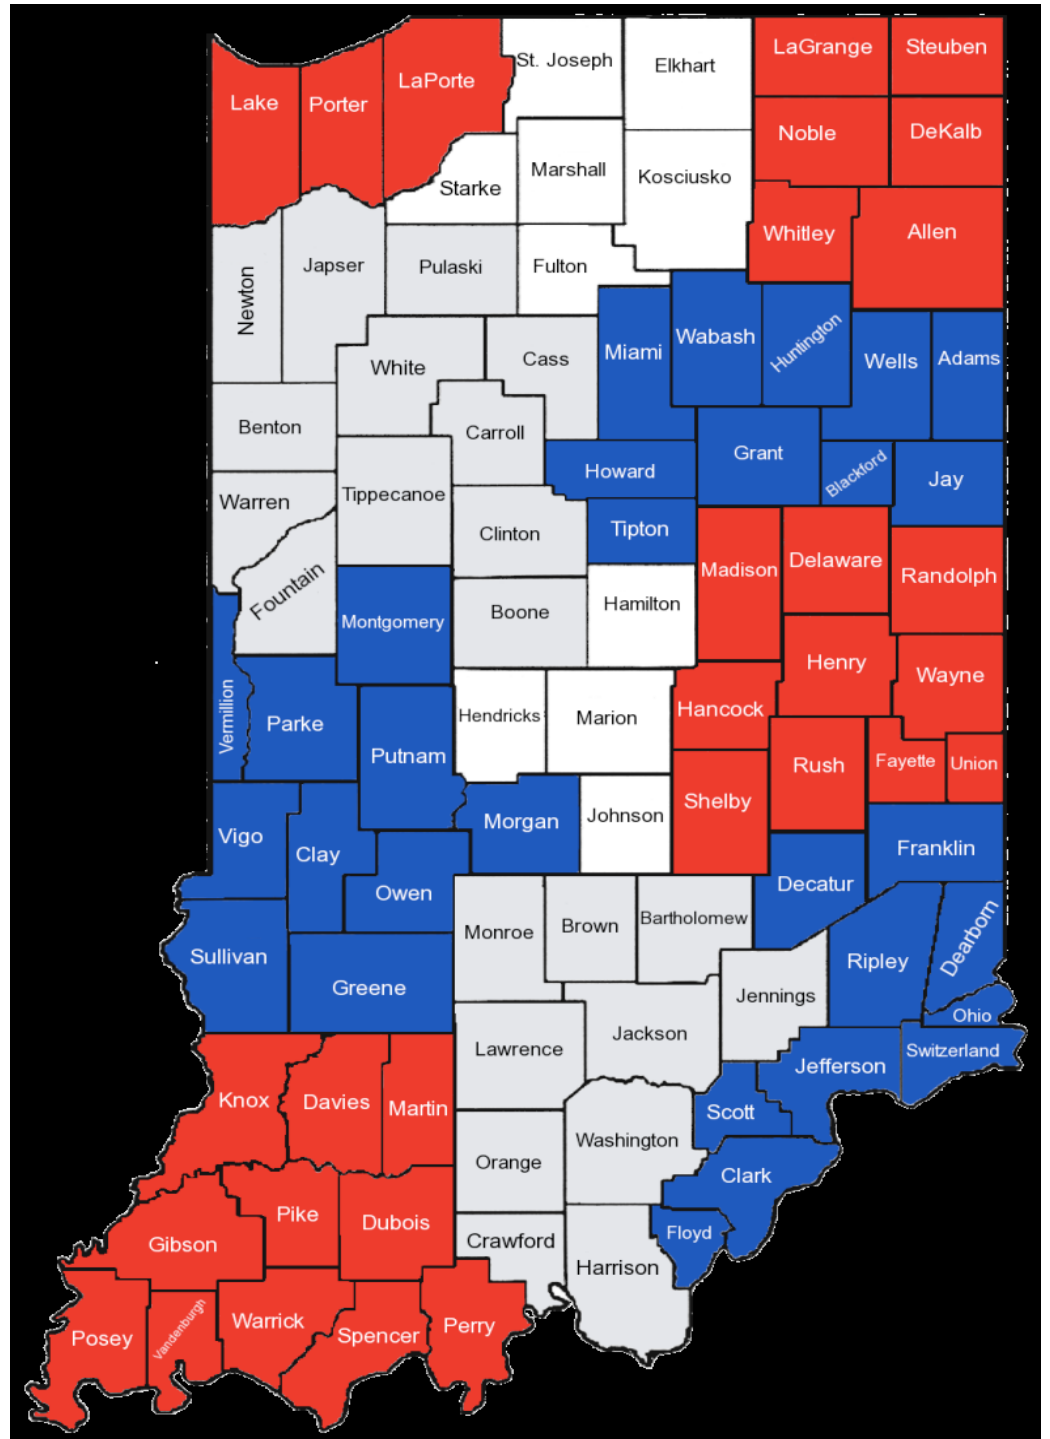 LaGrange
Steuben
St. Joseph
Elkhart
LaPorte
Lake
Porter
Noble
DeKalb
Marshall
Kosciusko
Starke
Whitley
Allen
Newton
Japser
Pulaski
Fulton
Miami
Wabash
Huntington
Wells
Adams
White
Cass
Benton
Carroll
Grant
Howard
Blackford
Jay
Warren
Tippecanoe
Clinton
Tipton
Madison
Delaware
Randolph
Fountain
Montgomery
Boone
Hamilton
Henry
Wayne
Vermillion
Parke
Hendricks
Marion
Hancock
Putnam
Rush
Fayette
Union
Shelby
Morgan
Johnson
Vigo
Clay
Franklin
Owen
Decatur
Monroe
Brown
Bartholomew
Dearborn
Sullivan
Greene
Ripley
Jennings
Ohio
Jackson
Lawrence
Switzerland
Jefferson
Knox
Davies
Martin
Scott
Washington
Orange
Clark
Pike
Dubois
Floyd
Gibson
Crawford
Harrison
Posey
Vandenburgh
Warrick
Spencer
Perry